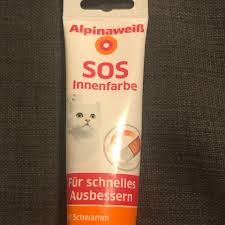 Alpinaweiß
SOS
Innenfarbe
Für schnelles
Ausbessern
Schwamm